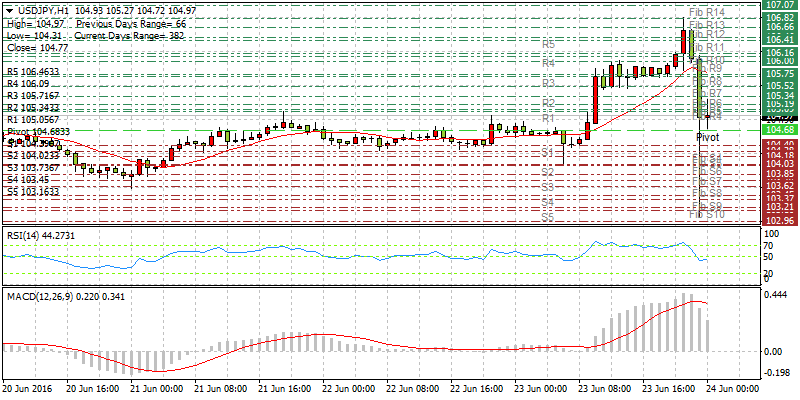 USDJPY,H1 104.93 105.27 104.72 104.97
High= 104.97 Previous Days Range= 66
Low= 104.31 Current Days Range= 382
Close= 104.77
R5 106.4633
R4 106.09
R3 105.7167
R2 105.3433
R1 105.0567
Pivot 104.6833
S2 104.0233
S3 103.7367
S4 103.45
S5 103.1633
R5
R4
R3
R2
R1
S1
S2
S3
S4
S5
Fib R14
Fib R13
Fib R12
Fib R11
Pivot
Fib S10
107.07
106.82
106.66
106.41
106.16
106.00
105.75
105.52
105.34
105.19
104.68
104.40
104.18
104.03
103.85
103.62
103.37
103.21
102.96
RSI(14) 44.2731
100
70
50
20
0
MACD(12,26,9) 0.220 0.341
0.444
0.00
-0.198
20 Jun 2016
20 Jun 16:00
21 Jun 00:00
21 Jun 08:00
21 Jun 16:00
22 Jun 00:00
22 Jun 08:00
22 Jun 16:00
23 Jun 00:00
23 Jun 08:00
23 Jun 16:00
24 Jun 00:00